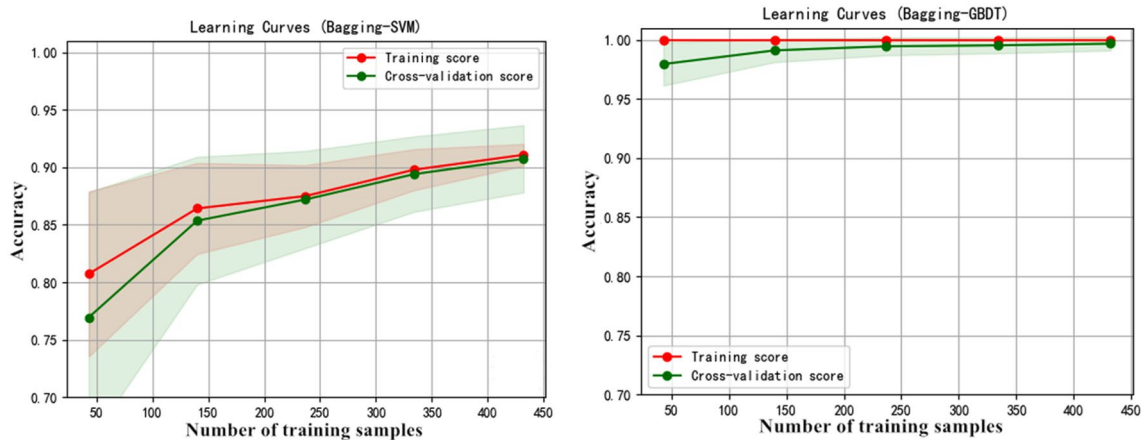 Learning Curves (Bagging-SVM)
1.00
0.95
0.90
0.85
0.80
0.75
0.70
Accuracy
Training score
Cross-validation score
50 100 150 200 250 300 350 400 450
Number of training samples
Learning Curves (Bagging-GBDT)
1.00
0.95
0.90
0.85
0.80
0.75
0.70
Accuracy
Training score
Cross-validation score
50 100 150 200 250 300 350 400 450
Number of training samples